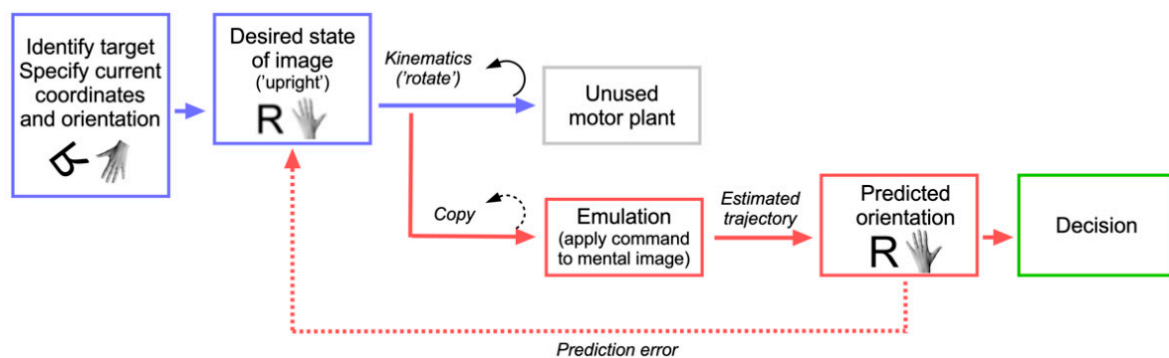 Identify target
Specify current
coordinates
and orientation
R
Desired state
of image
('upright')
R
Kinematics
('rotate')
Unused
motor plant
Copy
Emulation
(apply command
to mental image)
Estimated
trajectory
Predicted
orientation
R
Decision
Prediction error